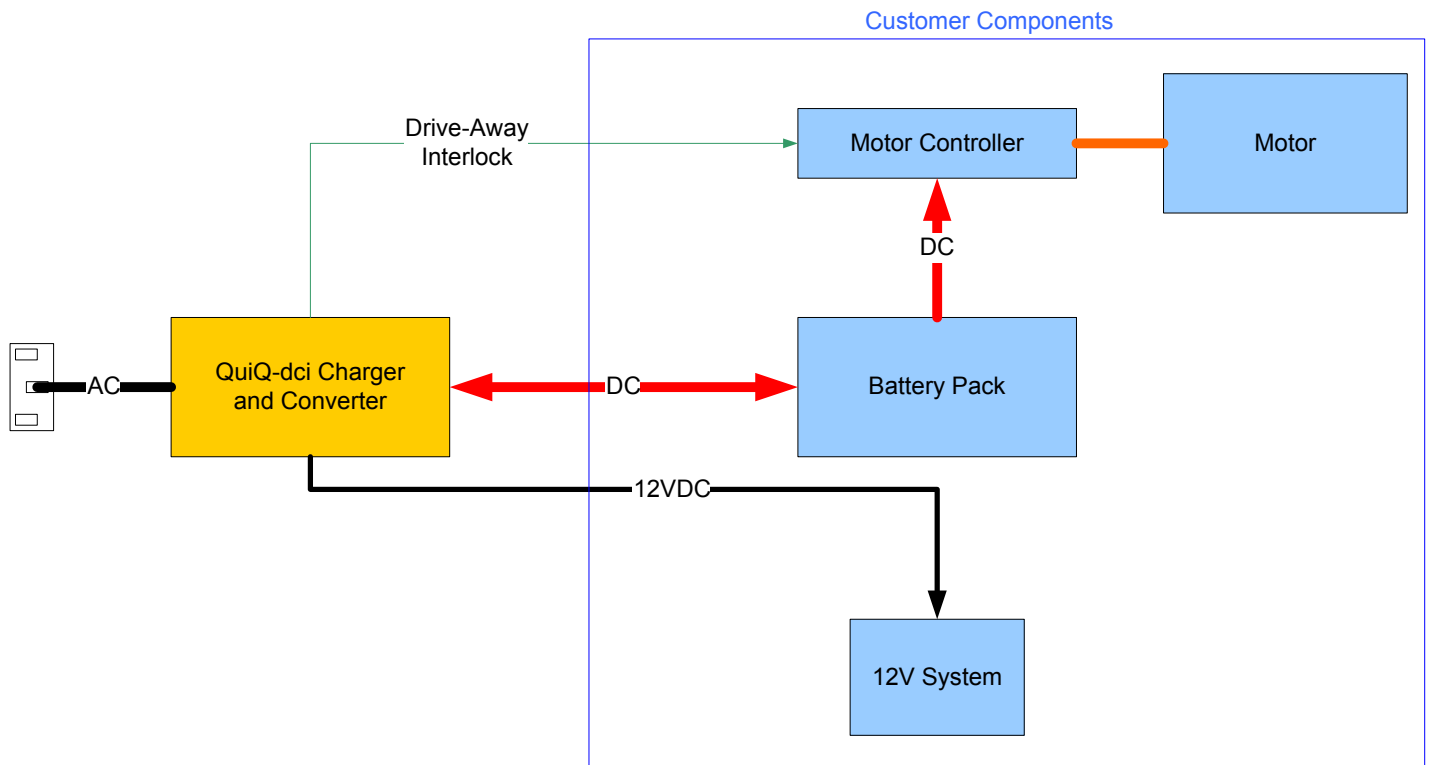 Customer Components
Drive-Away
Interlock
Motor Controller
Motor
DC
AC
QuiQ-dci Charger
and Converter
DC
Battery Pack
12VDC
12V System